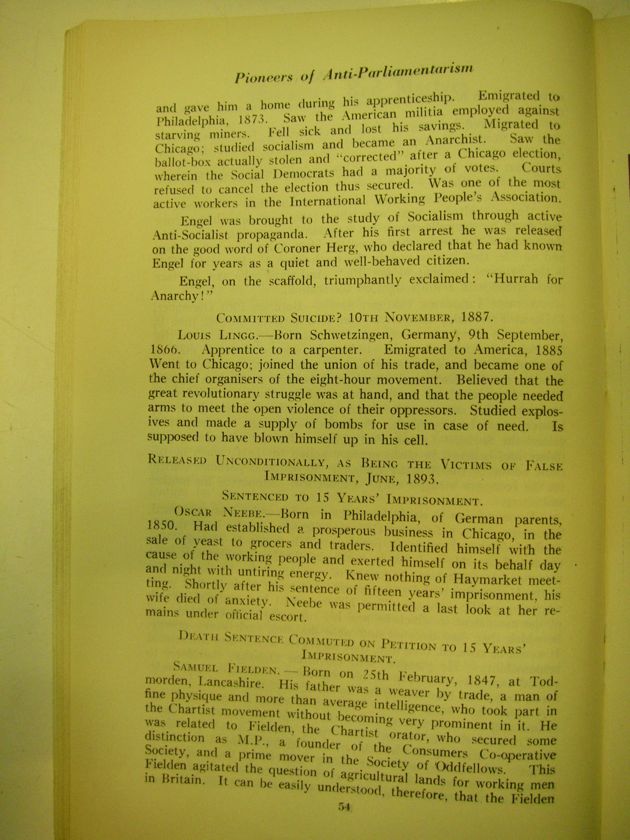 Pioneers of Anti-Parliamentarism
and gave him a home during his apprenticeship. Emigrated to
Philadelphia, 1873. Saw the American militia employed against
starving miners. Fell sick and lost his savings. Migrated to
Chicago; studied socialism and became an Anarchist. Saw the
ballot-box actually stolen and “corrected” after a Chicago election,
wherein the Social Democrats had a majority of votes. Courts
refused to cancel the election thus secured. Was one of the most
active workers in the International Working People's Association.
Engel was brought to the study of Socialism through active
Anti-Socialist propaganda. After his first arrest he was released
on the good word of Coroner Herg, who declared that he had known
Engel for years as a quiet and well-behaved citizen.
Engel, on the scaffold, triumphantly exclaimed: “Hurrah for
Anarchy!”
COMMITTED SUICIDE? 10TH NOVEMBER, 1887.
LOUIS LINGG.—Born Schwetzingen, Germany, 9th September,
1866. Apprentice to a carpenter. Emigrated to America, 1885
Went to Chicago; joined the union of his trade, and became one of
the chief organisers of the eight-hour movement. Believed that the
great revolutionary struggle was at hand, and that the people needed
arms to meet the open violence of their oppressors. Studied explos-
ives and made a supply of bombs for use in case of need. Is
supposed to have blown himself up in his cell.
RELEASED UNCONDITIONALLY, AS BEING THE VICTIMS OF FALSE
IMPRISONMENT, JUNE, 1893.
SENTENCED TO 15 YEARS' IMPRISONMENT.
OSCAR NEEBE.—Born in Philadelphia, of German parents,
1850. Had established a prosperous business in Chicago, in the
sale of yeast to grocers and traders. Identified himself with the
cause of the working people and exerted himself on its behalf day
and night with untiring energy. Knew nothing of Haymarket meet-
ting. Shortly after his sentence of fifteen years' imprisonment, his
wife died of anxiety. Neebe was permitted a last look at her re-
mains under official escort.
DEATH SENTENCE COMMUTED ON PETITION TO 15 YEARS'
IMPRISONMENT.
SAMUEL FIELDEN. — Born on 25th February, 1847, at Tod-
morden, Lancashire. His father was a weaver by trade, a man of
fine physique and more than average intelligence, who took part in
the Chartist movement without becoming very prominent in it. He
was related to Fielden, the Chartist orator, who secured some
distinction as M.P., a founder of the Consumers Co-operative
Society, and a prime mover in the Society of Oddfellows. This
Fielden agitated the question of agricultural lands for working men
in Britain. It can be easily understood, therefore, that the Fielden
54